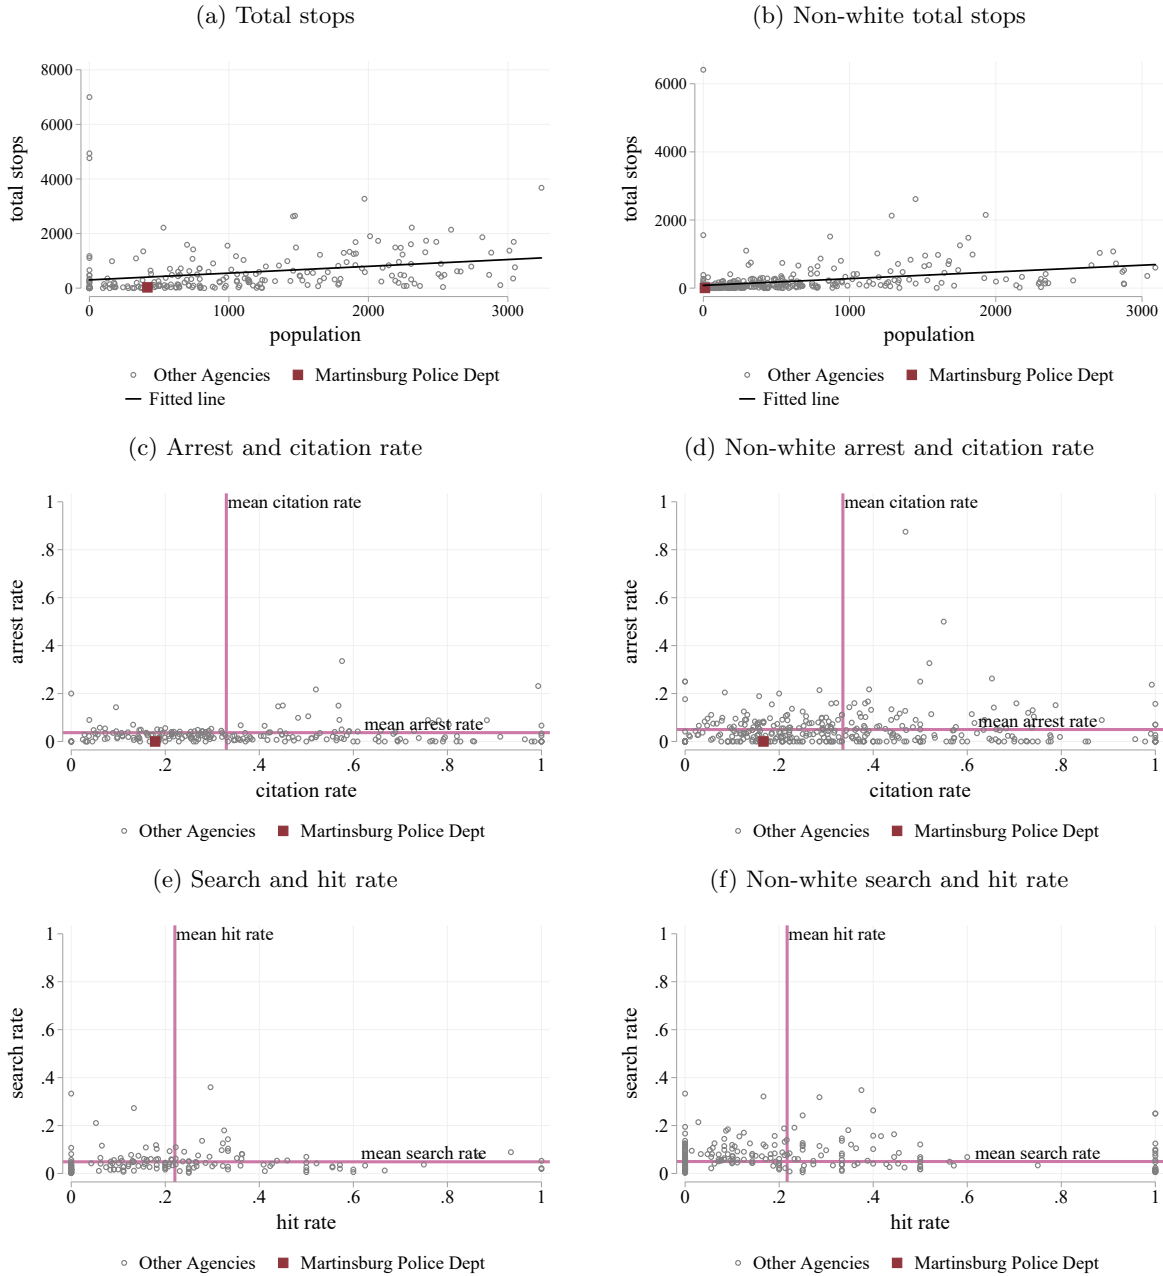 (a) Total stops
(b) Non-white total stops
total stops
8000
6000
4000
2000
0
0 1000 2000 3000
population
Other Agencies Martinsburg Police Dept
Fitted line
total stops
6000
4000
2000
0
0 1000 2000 3000
population
Other Agencies Martinsburg Police Dept
Fitted line
(c) Arrest and citation rate
(d) Non-white arrest and citation rate
arrest rate
1
.8
.6
.4
.2
0
mean citation rate
mean arrest rate
0 .2 .4 .6 .8 1
citation rate
Other Agencies Martinsburg Police Dept
arrest rate
1
.8
.6
.4
.2
0
mean citation rate
mean arrest rate
0 .2 .4 .6 .8 1
citation rate
Other Agencies Martinsburg Police Dept
(e) Search and hit rate
(f) Non-white search and hit rate
search rate
1
.8
.6
.4
.2
0
mean hit rate
mean search rate
0 .2 .4 .6 .8 1
hit rate
Other Agencies Martinsburg Police Dept
search rate
1
.8
.6
.4
.2
0
mean hit rate
mean search rate
0 .2 .4 .6 .8 1
hit rate
Other Agencies Martinsburg Police Dept